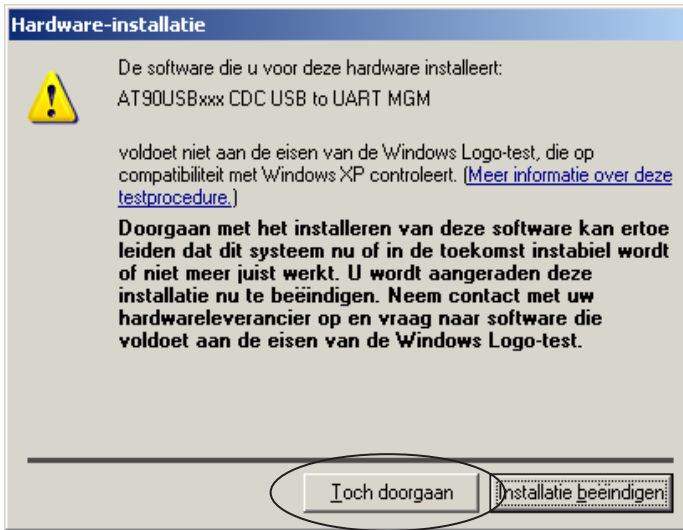 Hardware-installatie
De software die u voor deze hardware installeert:
AT90USBxxx CDC USB to UART MGM
voldoet niet aan de eisen van de Windows Logo-test, die op
compatibiliteit met Windows XP controleert. (Meer informatie over deze
testprocedure.)
Doorgaan met het installeren van deze software kan ertoe
leiden dat dit systeem nu of in de toekomst instabiel wordt
of niet meer juist werkt. U wordt aangeraden deze
installatie nu te beëindigen. Neem contact met uw
hardwareleverancier op en vraag naar software die
voldoet aan de eisen van de Windows Logo-test.
Toch doorgaan Installatie beëindigen